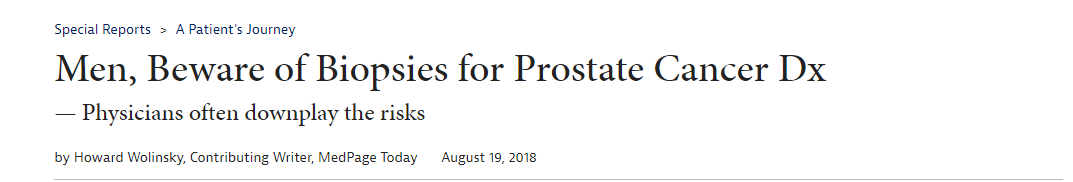 Special Reports > A Patient's Journey
Men, Beware of Biopsies for Prostate Cancer Dx
— Physicians often downplay the risks
by Howard Wolinsky, Contributing Writer, MedPage Today August 19, 2018